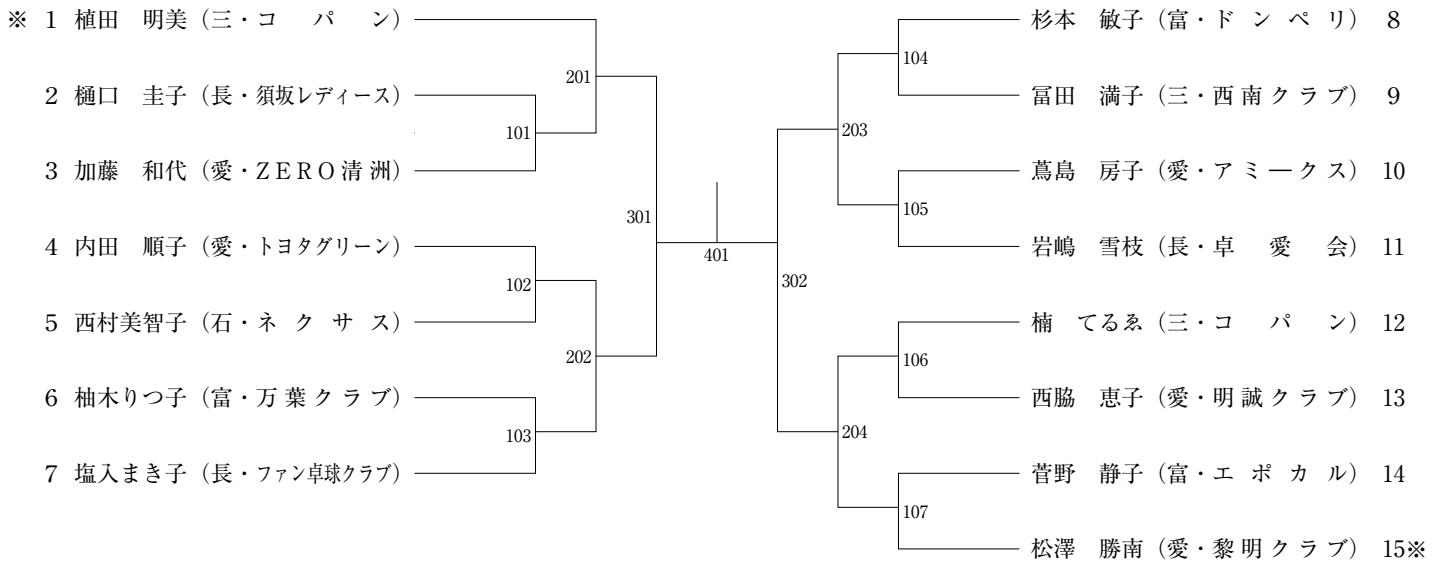 ※ 1 植田 明美（三・コパン）
2 樋口 圭子（長・須坂レディース）
3 加藤 和代（愛・ZERO清洲）
4 内田 順子（愛・トヨタグリーン）
5 西村美智子（石・ネクサス）
6 柚木りつ子（富・万葉クラブ）
7 塩入まき子（長・ファン卓球クラブ）
201
101
102
202
103
301
401
302
104
203
105
106
204
107
杉本 敏子（富・ドンペリ） 8
冨田 満子（三・西南クラブ） 9
蔦島 房子（愛・アミークス） 10
岩嶋 雪枝（長・卓愛会） 11
楠 てるゑ（三・コパン） 12
西脇 恵子（愛・明誠クラブ） 13
菅野 静子（富・エポカル） 14
松澤 勝南（愛・黎明クラブ） 15※